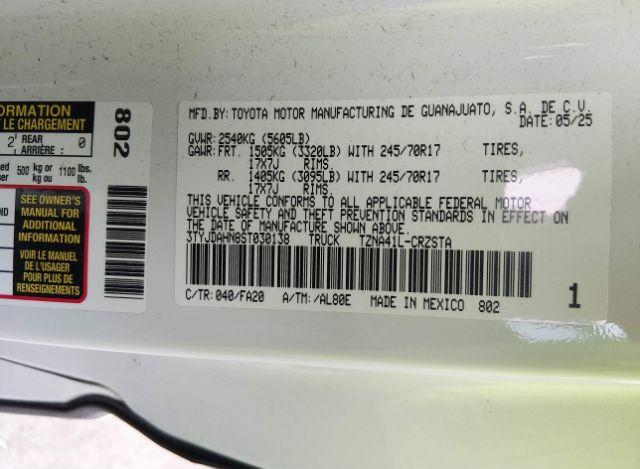 ORMATION
LE CHARGEMENT
2 REAR ARRIÈRE : 0
500 kg or kg ou 1100 lbs. lb.
SEE OWNER'S
MANUAL FOR
ADDITIONAL
INFORMATION
VOIR LE MANUEL
DE L'USAGER
POUR PLUS DE
RENSEIGNEMENTS
802
MFD.BY:TOYOTA MOTOR MANUFACTURING DE GUANAJUATO, S.A. DE C.V.
DATE:05/25
GVWR:2540KG (5605LB)
GAWR:FRT. 1505KG (3320LB) WITH 245/70R17 TIRES,
17X7J RIMS.
RR. 1405KG (3095LB) WITH 245/70R17 TIRES,
17X7J RIMS.
THIS VEHICLE CONFORMS TO ALL APPLICABLE FEDERAL MOTOR
VEHICLE SAFETY AND THEFT PREVENTION STANDARDS IN EFFECT ON
THE DATE OF MANUFACTURE SHOWN ABOVE.
3TYJDAHN8ST030138 TRUCK TZNA41L-CRZSTA
C/TR:040/FA20 A/TM:/AL80E MADE IN MEXICO 802 1